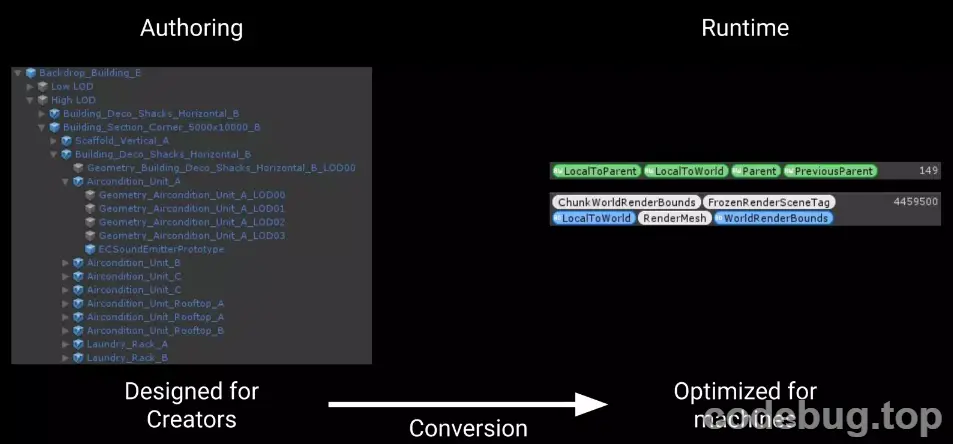 Authoring
Runtime
Backdrop_Building_E
Low LOD
High LOD
Building_Deco_Shacks_Horizontal_B
Building_Section_Corner_5000x10000_B
Scaffold_Vertical_A
Building_Deco_Shacks_Horizontal_B
Geometry_Building_Deco_Shacks_Horizontal_B_LOD00
Aircondition_Unit_A
Geometry_Aircondition_Unit_A_LOD00
Geometry_Aircondition_Unit_A_LOD01
Geometry_Aircondition_Unit_A_LOD02
Geometry_Aircondition_Unit_A_LOD03
ECSoundEmitterPrototype
Aircondition_Unit_B
Aircondition_Unit_C
Aircondition_Unit_C
Aircondition_Unit_Rooftop_A
Aircondition_Unit_Rooftop_A
Aircondition_Unit_Rooftop_B
Laundry_Rack_A
Laundry_Rack_B
LocalToParent LocalToWorld Parent PreviousParent 149
ChunkWorldRenderBounds FrozenRenderSceneTag 4459500
LocalToWorld RenderMesh WorldRenderBounds
Designed for
Creators
Conversion
Optimized for
machines
codebug.top